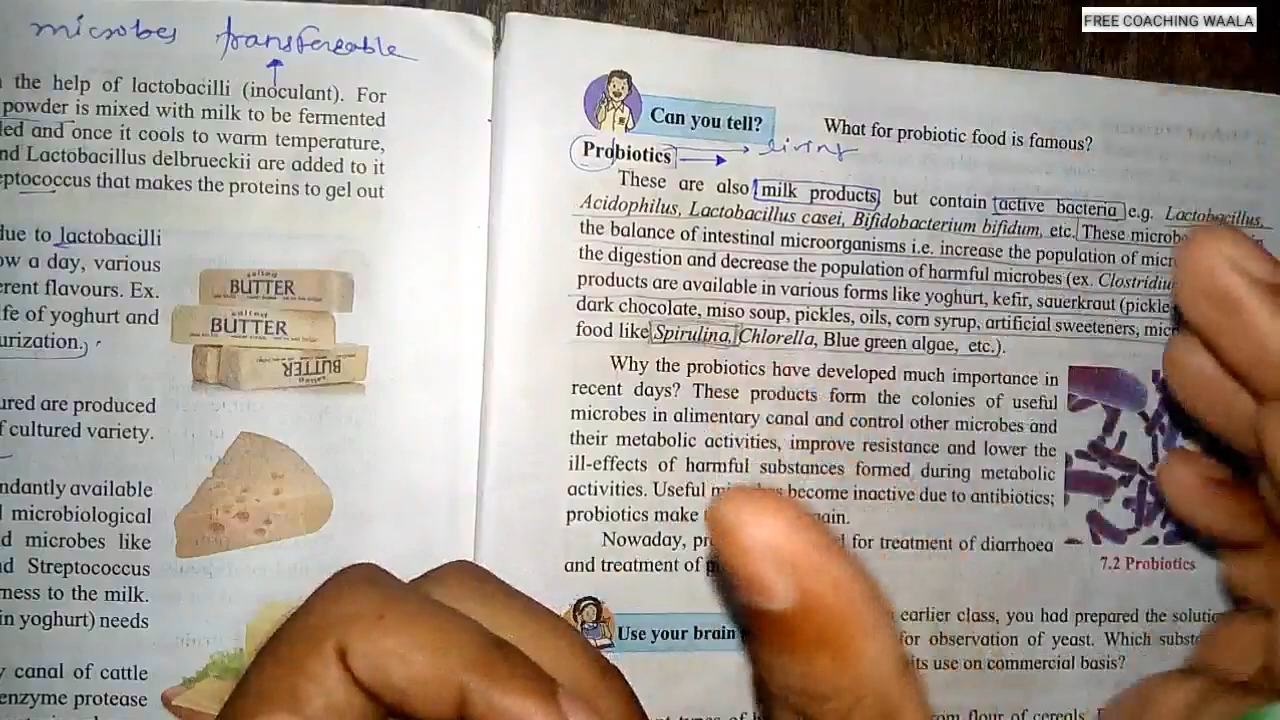 FREE COACHING WAALA
microbes transfereable
the help of lactobacilli (inoculant). For
powder is mixed with milk to be fermented
led and once it cools to warm temperature,
nd Lactobacillus delbrueckii are added to it
eptococcus that makes the proteins to gel out
due to lactobacilli
ow a day, various
erent flavours. Ex.
ife of yoghurt and
urization.)
ured are produced
f cultured variety.
ndantly available
microbiological
d microbes like
nd Streptococcus
ness to the milk.
in yoghurt) needs
y canal of cattle
enzyme protease
BUTTER
BUTTER
BUTTER
Can you tell?
What for probiotic food is famous?
Probiotics living
These are also milk products but contain active bacteria e.g. Lactobacillus
Acidophilus, Lactobacillus casei, Bifidobacterium bifidum, etc. These microbe
the balance of intestinal microorganisms i.e. increase the population of micr
the digestion and decrease the population of harmful microbes (ex. Clostridiu
products are available in various forms like yoghurt, kefir, sauerkraut (pickle
dark chocolate, miso soup, pickles, oils, corn syrup, artificial sweeteners, mic
food like Spirulina, Chlorella, Blue green algae, etc.).
Why the probiotics have developed much importance in
recent days? These products form the colonies of useful
microbes in alimentary canal and control other microbes and
their metabolic activities, improve resistance and lower the
ill-effects of harmful substances formed during metabolic
activities. Useful become inactive due to antibiotics;
probiotics make
Nowaday, for treatment of diarrhoea
and treatment of
7.2 Probiotics
Use your brain
earlier class, you had prepared the solutio
for observation of yeast. Which subst
its use on commercial basis?
flour of cereals.